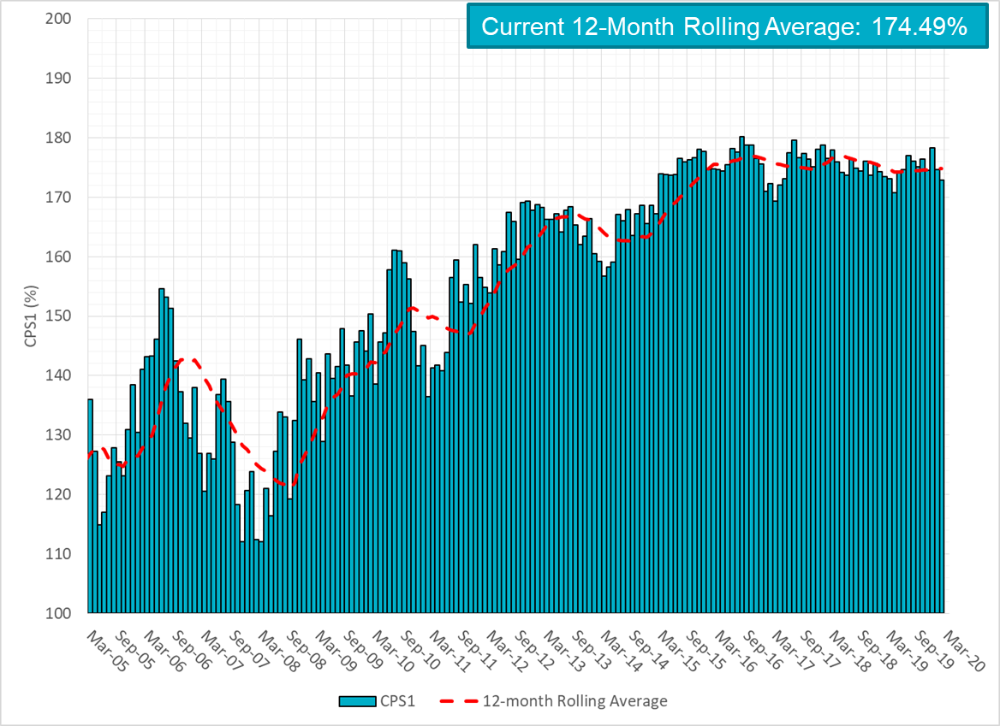 Current 12-Month Rolling Average: 174.49%
200
190
180
170
160
150
140
130
120
110
100
CPS1 (%)
Mar-05
Sep-05
Mar-06
Sep-06
Mar-07
Sep-07
Mar-08
Sep-08
Mar-09
Sep-09
Mar-10
Sep-10
Mar-11
Sep-11
Mar-12
Sep-12
Mar-13
Sep-13
Mar-14
Sep-14
Mar-15
Sep-15
Mar-16
Sep-16
Mar-17
Sep-17
Mar-18
Sep-18
Mar-19
Sep-19
Mar-20
CPS1
12-month Rolling Average